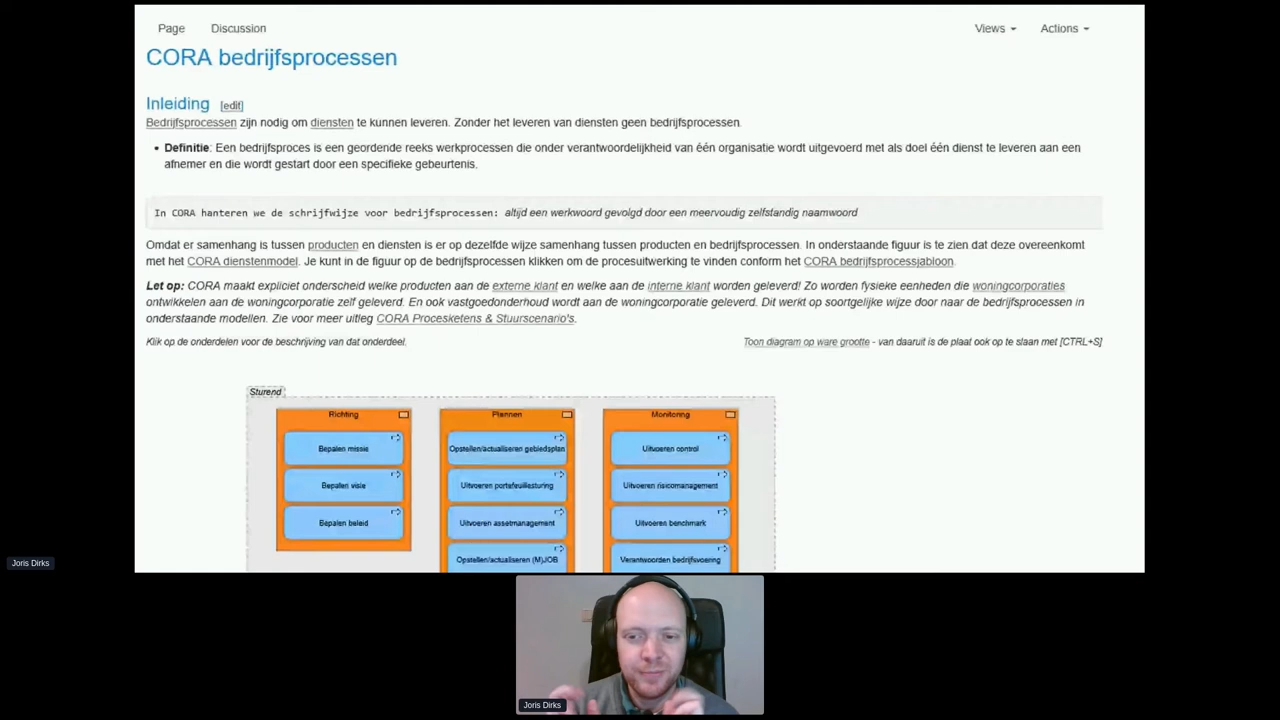 Page Discussion Views Actions
CORA bedrijfsprocessen
Inleiding [edit]
Bedrijfsprocessen zijn nodig om diensten te kunnen leveren. Zonder het leveren van diensten geen bedrijfsprocessen.
• Definitie: Een bedrijfsproces is een geordende reeks werkprocessen die onder verantwoordelijkheid van één organisatie wordt uitgevoerd met als doel één dienst te leveren aan een
afnemer en die wordt gestart door een specifieke gebeurtenis.
In CORA hanteren we de schrijfwijze voor bedrijfsprocessen: altijd een werkwoord gevolgd door een meervoudig zelfstandig naamwoord
Omdat er samenhang is tussen producten en diensten is er op dezelfde wijze samenhang tussen producten en bedrijfsprocessen. In onderstaande figuur is te zien dat deze overeenkomt
met het CORA dienstenmodel. Je kunt in de figuur op de bedrijfsprocessen klikken om de procesuitwerking te vinden conform het CORA bedrijfsprocessjabloon.
Let op: CORA maakt expliciet onderscheid welke producten aan de externe klant en welke aan de interne klant worden geleverd! Zo worden fysieke eenheden die woningcorporaties
ontwikkelen aan de woningcorporatie zelf geleverd. En ook vastgoedonderhoud wordt aan de woningcorporatie geleverd. Dit werkt op soortgelijke wijze door naar de bedrijfsprocessen in
onderstaande modellen. Zie voor meer uitleg CORA Procesketens & Stuurscenario's.
Klik op de onderdelen voor de beschrijving van dat onderdeel. Toon diagram op ware grootte - van daaruit is de plaat ook op te slaan met [CTRL+S]
Sturend
Richting Plannen Monitoring
Bepalen missie Opstellen/actualiseren gebiedsplan Uitvoeren control
Bepalen visie Uitvoeren portefeuillesturing Uitvoeren risicomanagement
Bepalen beleid Uitvoeren assetmanagement Uitvoeren benchmark
Opstellen/actualiseren (M)JOB Verantwoorden bedrijfsvoering
Joris Dirks
Joris Dirks